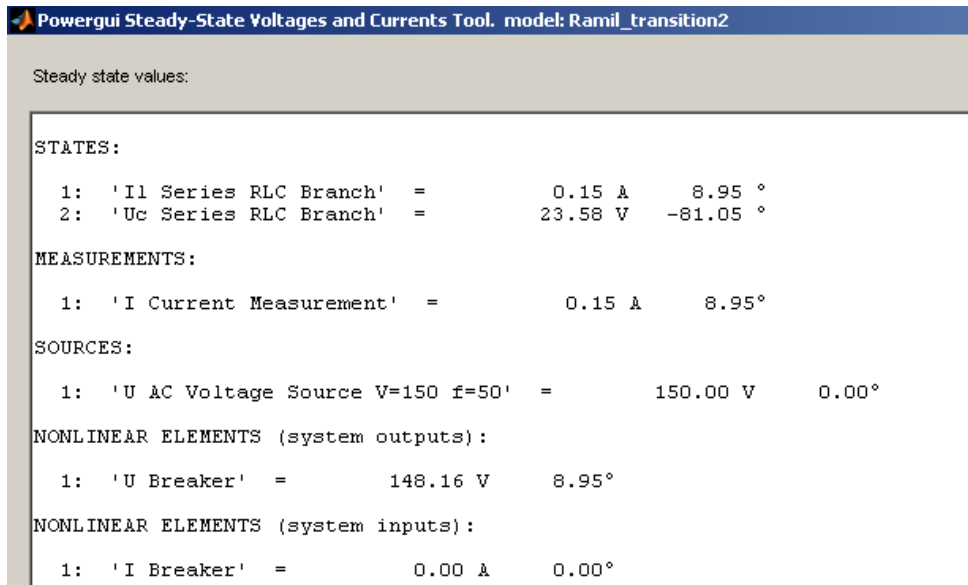 Powergui Steady-State Voltages and Currents Tool. model: Ramil_transition2
Steady state values:
STATES:
1: 'Il Series RLC Branch' = 0.15 A 8.95 °
2: 'Uc Series RLC Branch' = 23.58 V -81.05 °
MEASUREMENTS:
1: 'I Current Measurement' = 0.15 A 8.95°
SOURCES:
1: 'U AC Voltage Source V=150 f=50' = 150.00 V 0.00°
NONLINEAR ELEMENTS (system outputs):
1: 'U Breaker' = 148.16 V 8.95°
NONLINEAR ELEMENTS (system inputs):
1: 'I Breaker' = 0.00 A 0.00°